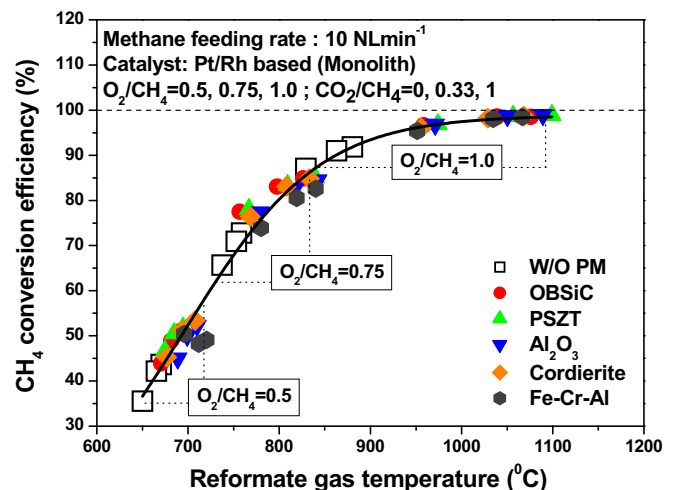 Methane feeding rate : 10 NLmin⁻¹
Catalyst: Pt/Rh based (Monolith)
O₂/CH₄=0.5, 0.75, 1.0 ; CO₂/CH₄=0, 0.33, 1
110
100
90
80
70
60
50
40
30
CH₄ conversion efficiency (%)
O₂/CH₄=1.0
O₂/CH₄=0.75
O₂/CH₄=0.5
W/O PM
OBSiC
PSZT
Al₂O₃
Cordierite
Fe-Cr-Al
600 700 800 900 1000 1100 1200
Reformate gas temperature (⁰C)